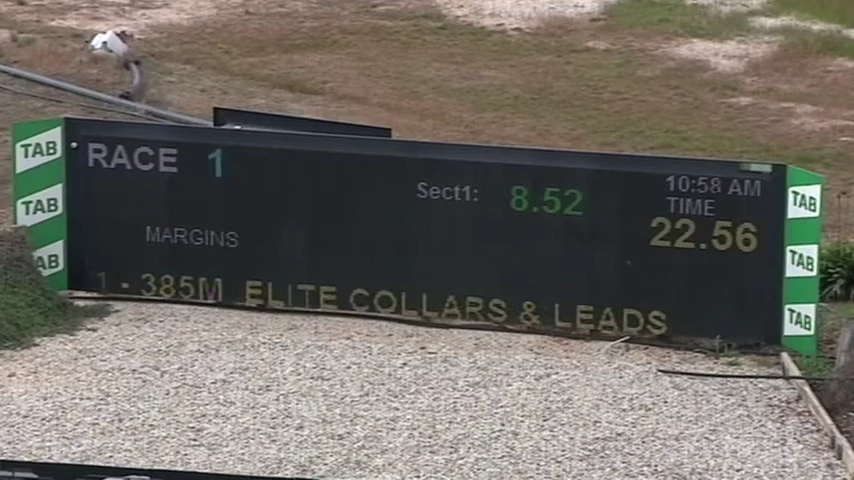 TAB
TAB
AB
RACE 1
Sect1: 8.52
10:58 AM
TIME
22.56
MARGINS
1 - 385M ELITE COLLARS & LEADS
TAB
TAB
TAB